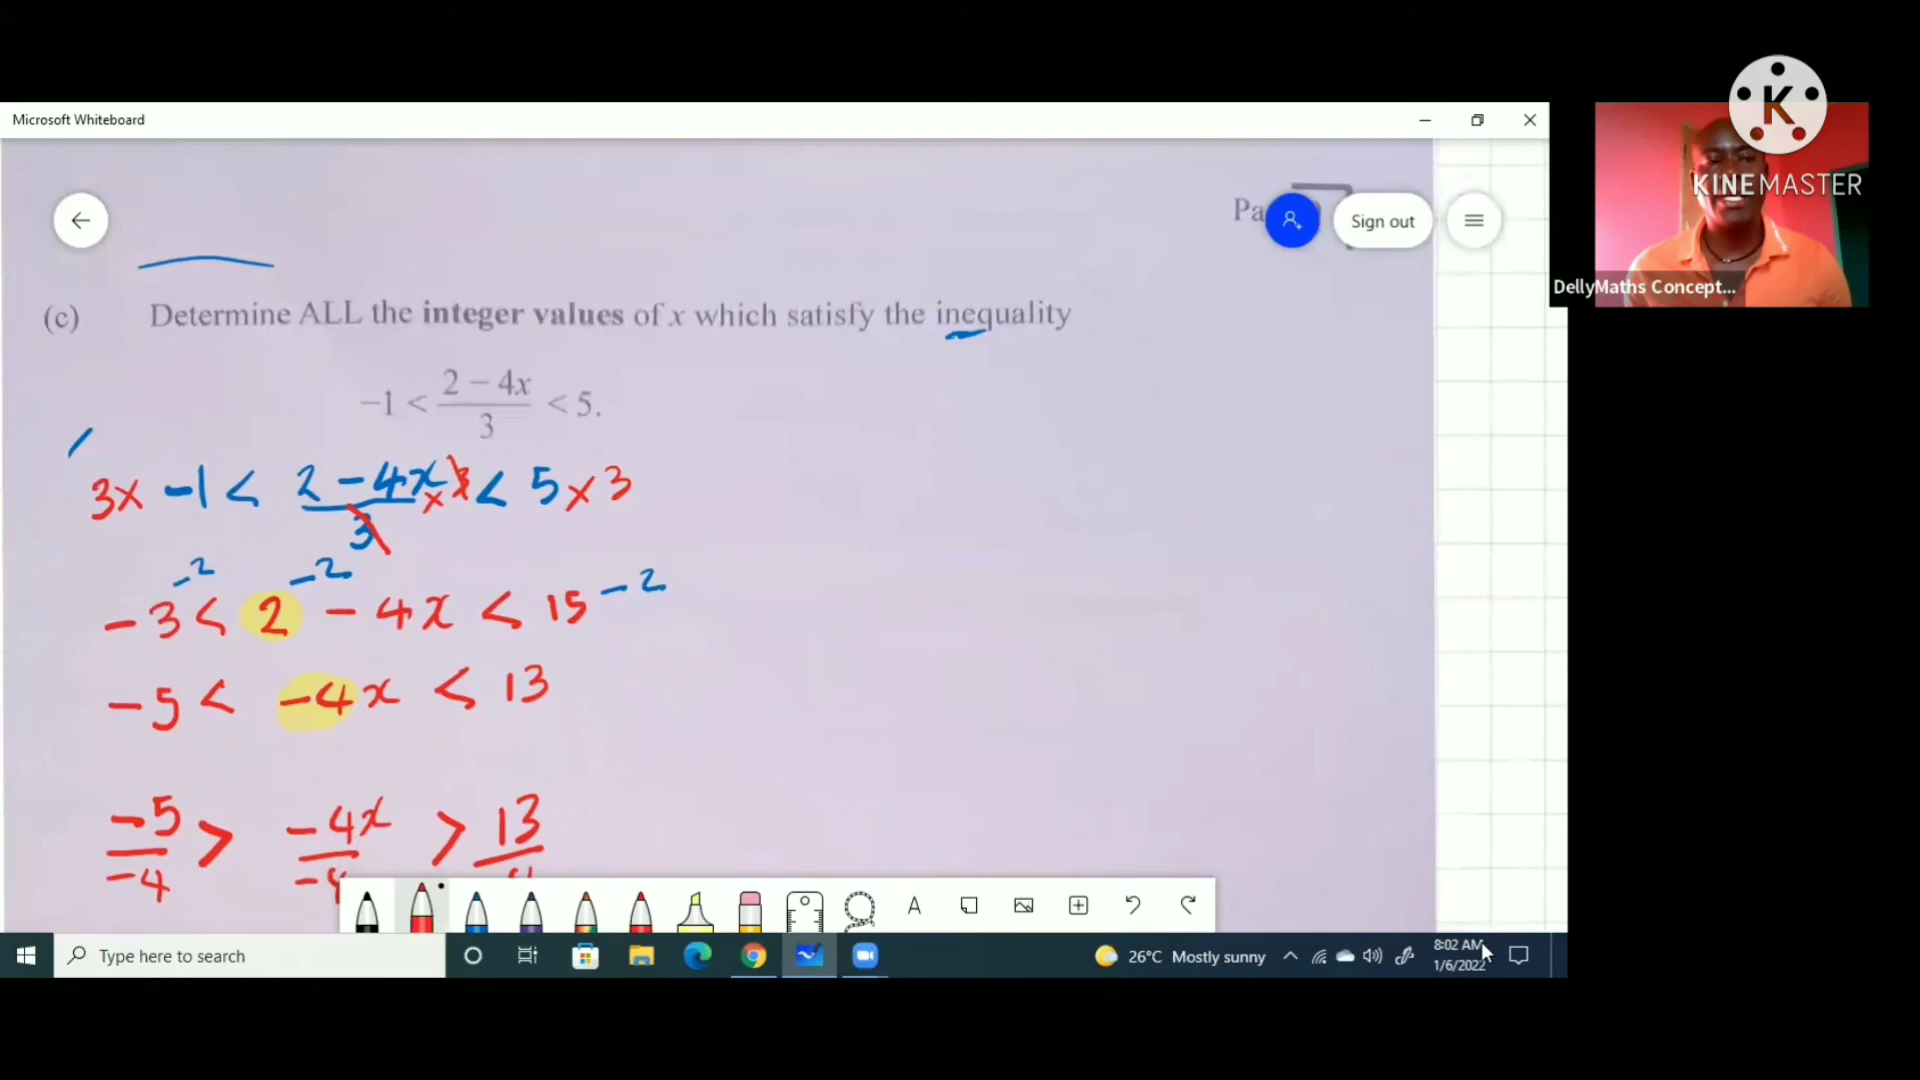 Microsoft Whiteboard
KINEMASTER
Sign out
DellyMaths Concept...
(c) Determine ALL the integer values of x which satisfy the inequality
-1 < (2 - 4x)/3 < 5.
3x -1 < (2 - 4x)/3 x 3 < 5 x 3
-2 -2 -2
-3 < 2 - 4x < 15
-5 < -4x < 13
-5/-4 > -4x/-4 > 13
Type here to search
26°C Mostly sunny
8:02 AM
1/6/2022